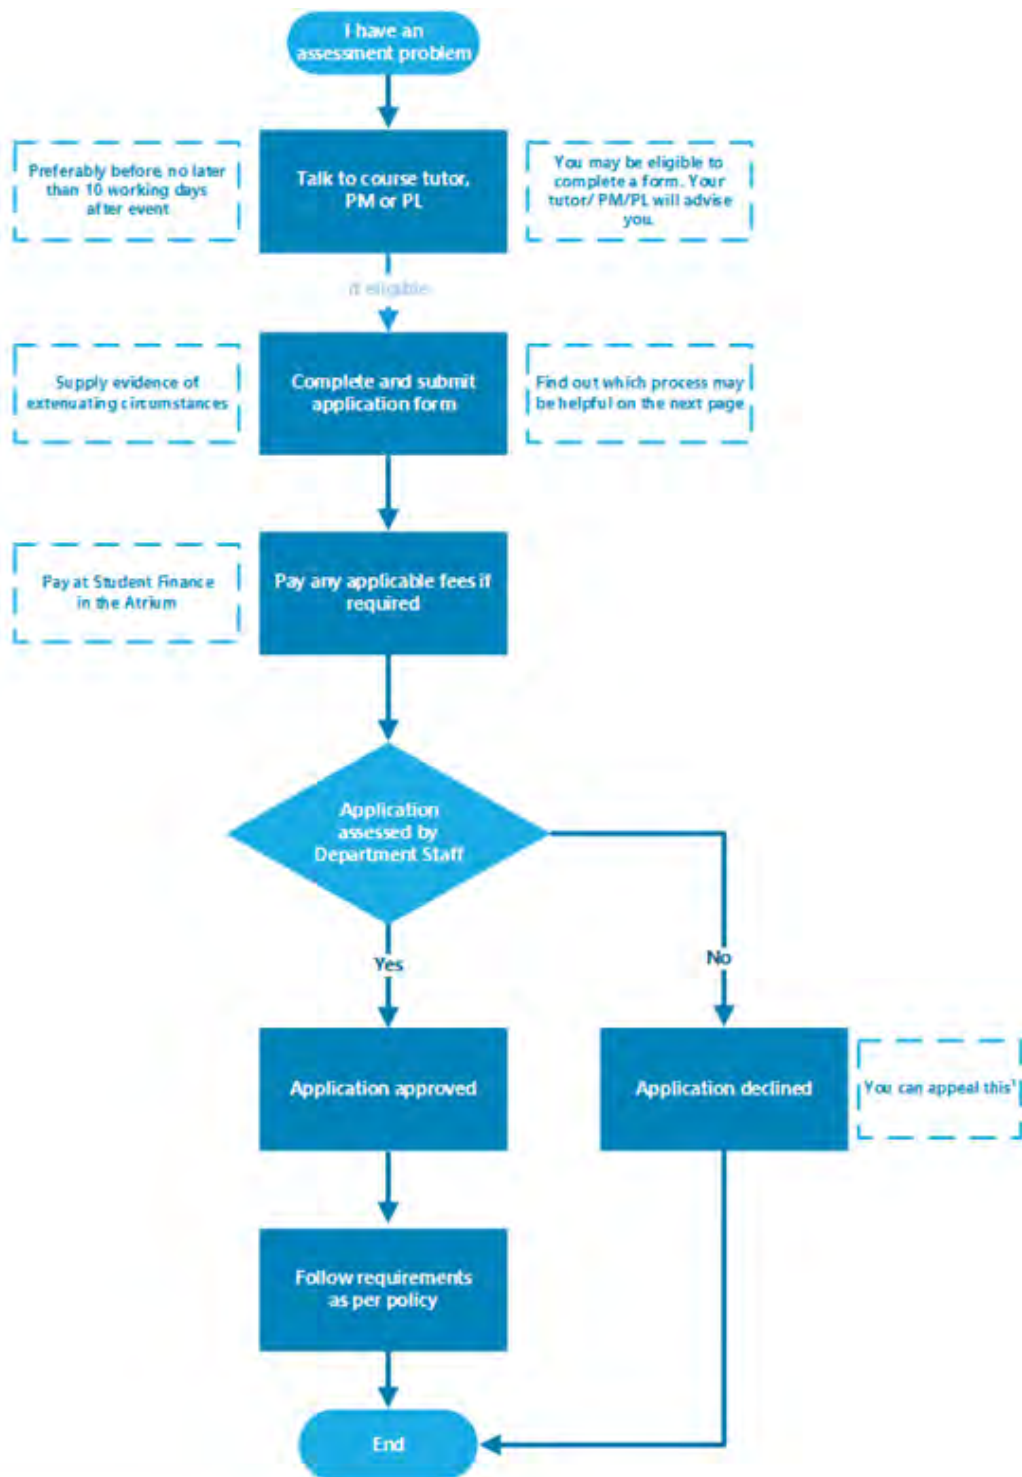 I have an
assessment problem
Preferably before, no later
than 10 working days
after event
Talk to course tutor,
PM or PL
You may be eligible to
complete a form. Your
tutor/ PM/PL will advise
you.
if eligible
Supply evidence of
extenuating circumstances
Complete and submit
application form
Find out which process may
be helpful on the next page
Pay at Student Finance
in the Atrium
Pay any applicable fees if
required
Application
assessed by
Department Staff
Yes
No
Application approved
Application declined
You can appeal this¹
Follow requirements
as per policy
End